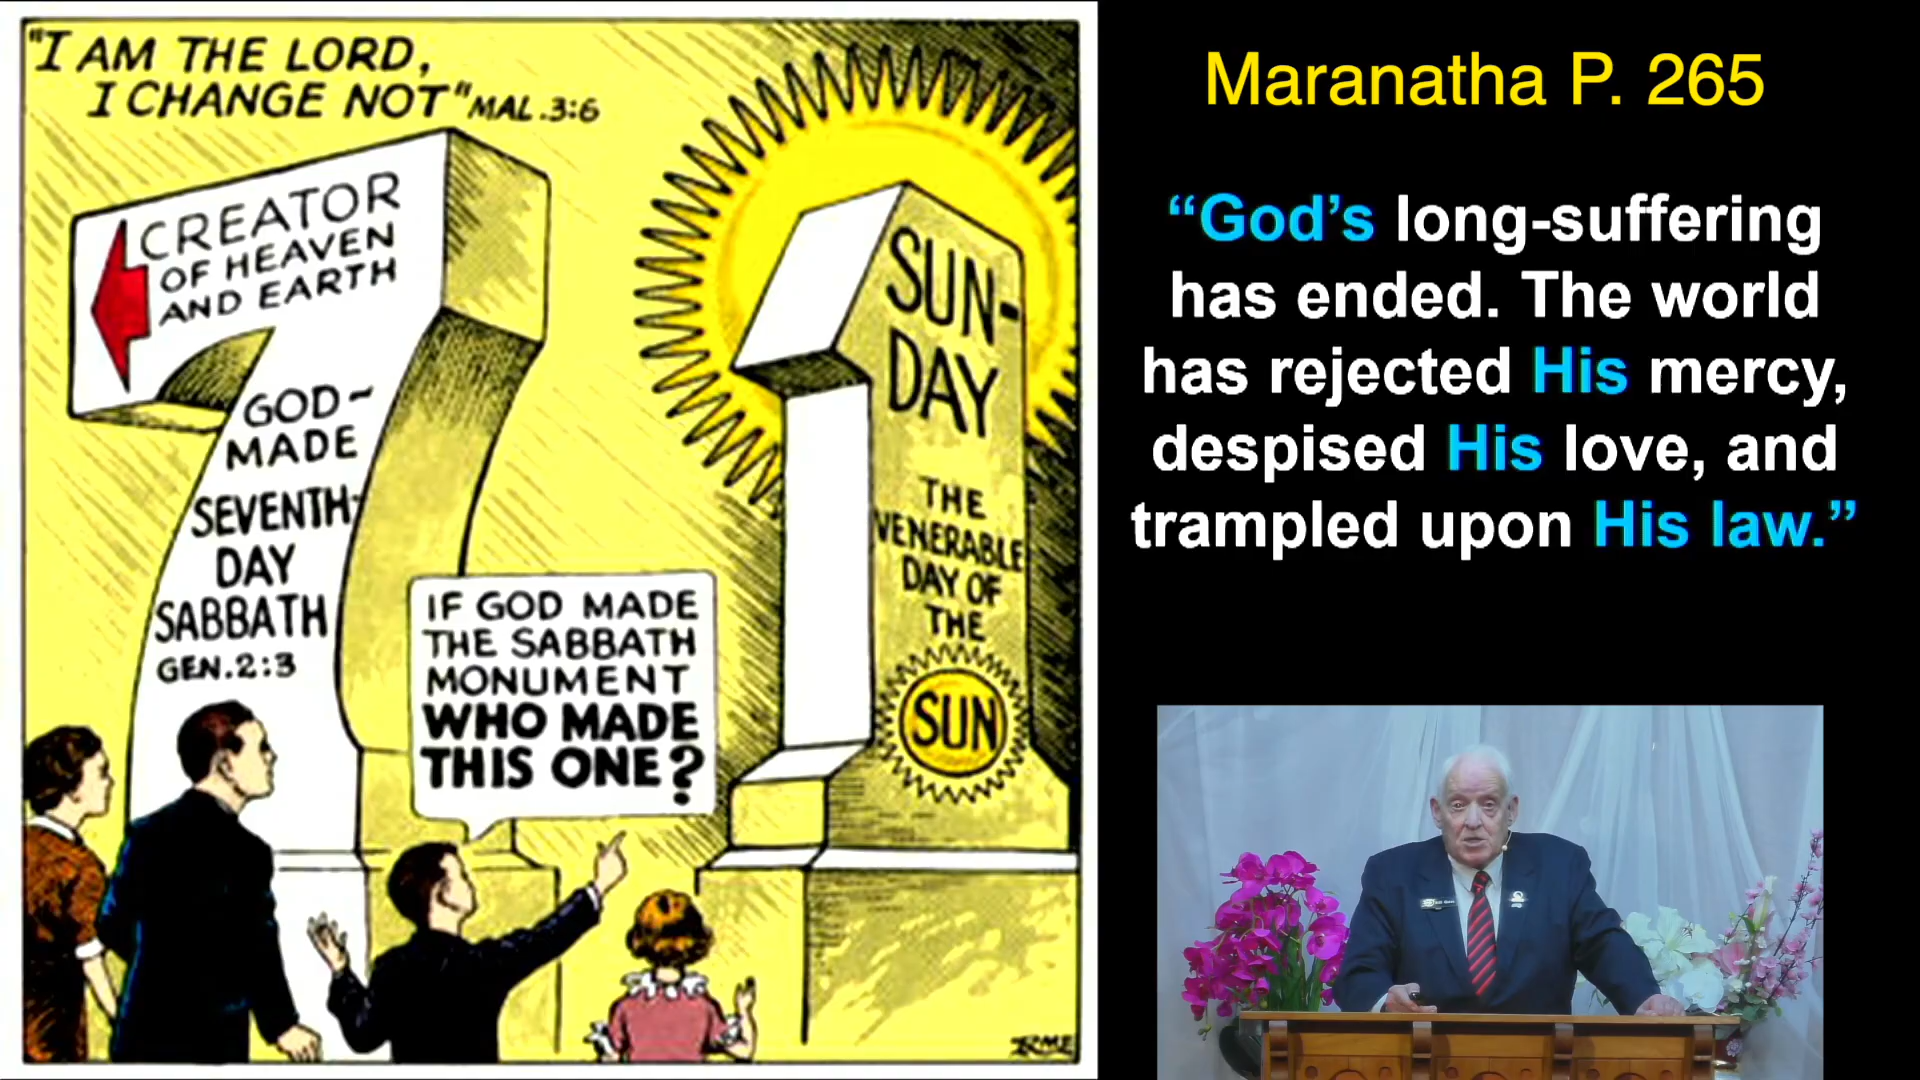 "I AM THE LORD,
I CHANGE NOT" MAL.3:6
CREATOR
OF HEAVEN
AND EARTH
GOD-
MADE
SEVENTH-
DAY
SABBATH
GEN.2:3
IF GOD MADE
THE SABBATH
MONUMENT
WHO MADE
THIS ONE?
SUN-
DAY
THE
VENERABLE
DAY OF
THE
SUN
Maranatha P. 265
“God’s long-suffering
has ended. The world
has rejected His mercy,
despised His love, and
trampled upon His law.”